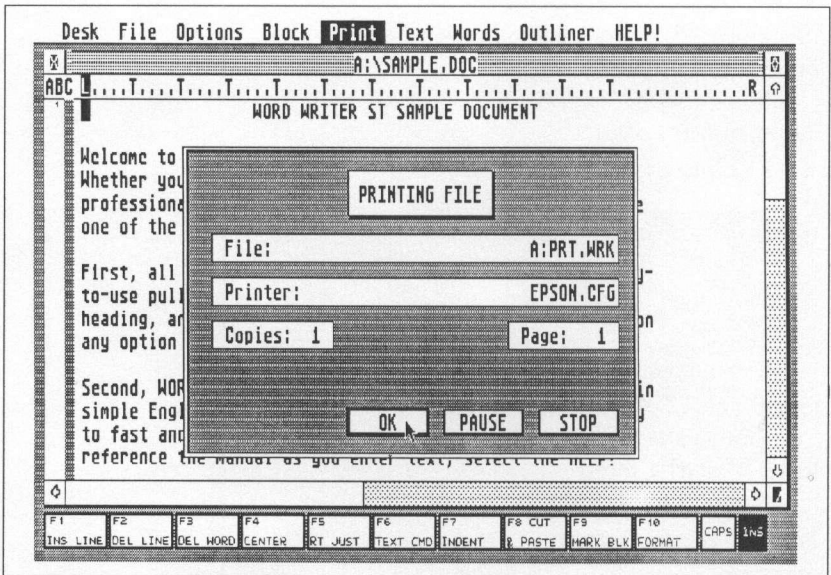 Desk File Options Block Print Text Words Outliner HELP!
A:\SAMPLE.DOC
ABC L.....T.....T.....T.....T.....T.....T.....T.....T.....T.....T.....T..............R
WORD WRITER ST SAMPLE DOCUMENT
Welcome to
Whether you
professiona
one of the
First, all
to-use pull
heading, an
any option
Second, WOR
simple Engl
to fast and
reference the manual as you enter text, select the HELP!
y-
on
in
PRINTING FILE
File: A:PRT.WRK
Printer: EPSON.CFG
Copies: 1 Page: 1
OK PAUSE STOP
F1 INS LINE
F2 DEL LINE
F3 DEL WORD
F4 CENTER
F5 RT JUST
F6 TEXT CMD
F7 INDENT
F8 CUT & PASTE
F9 MARK BLK
F10 FORMAT
CAPS
INS